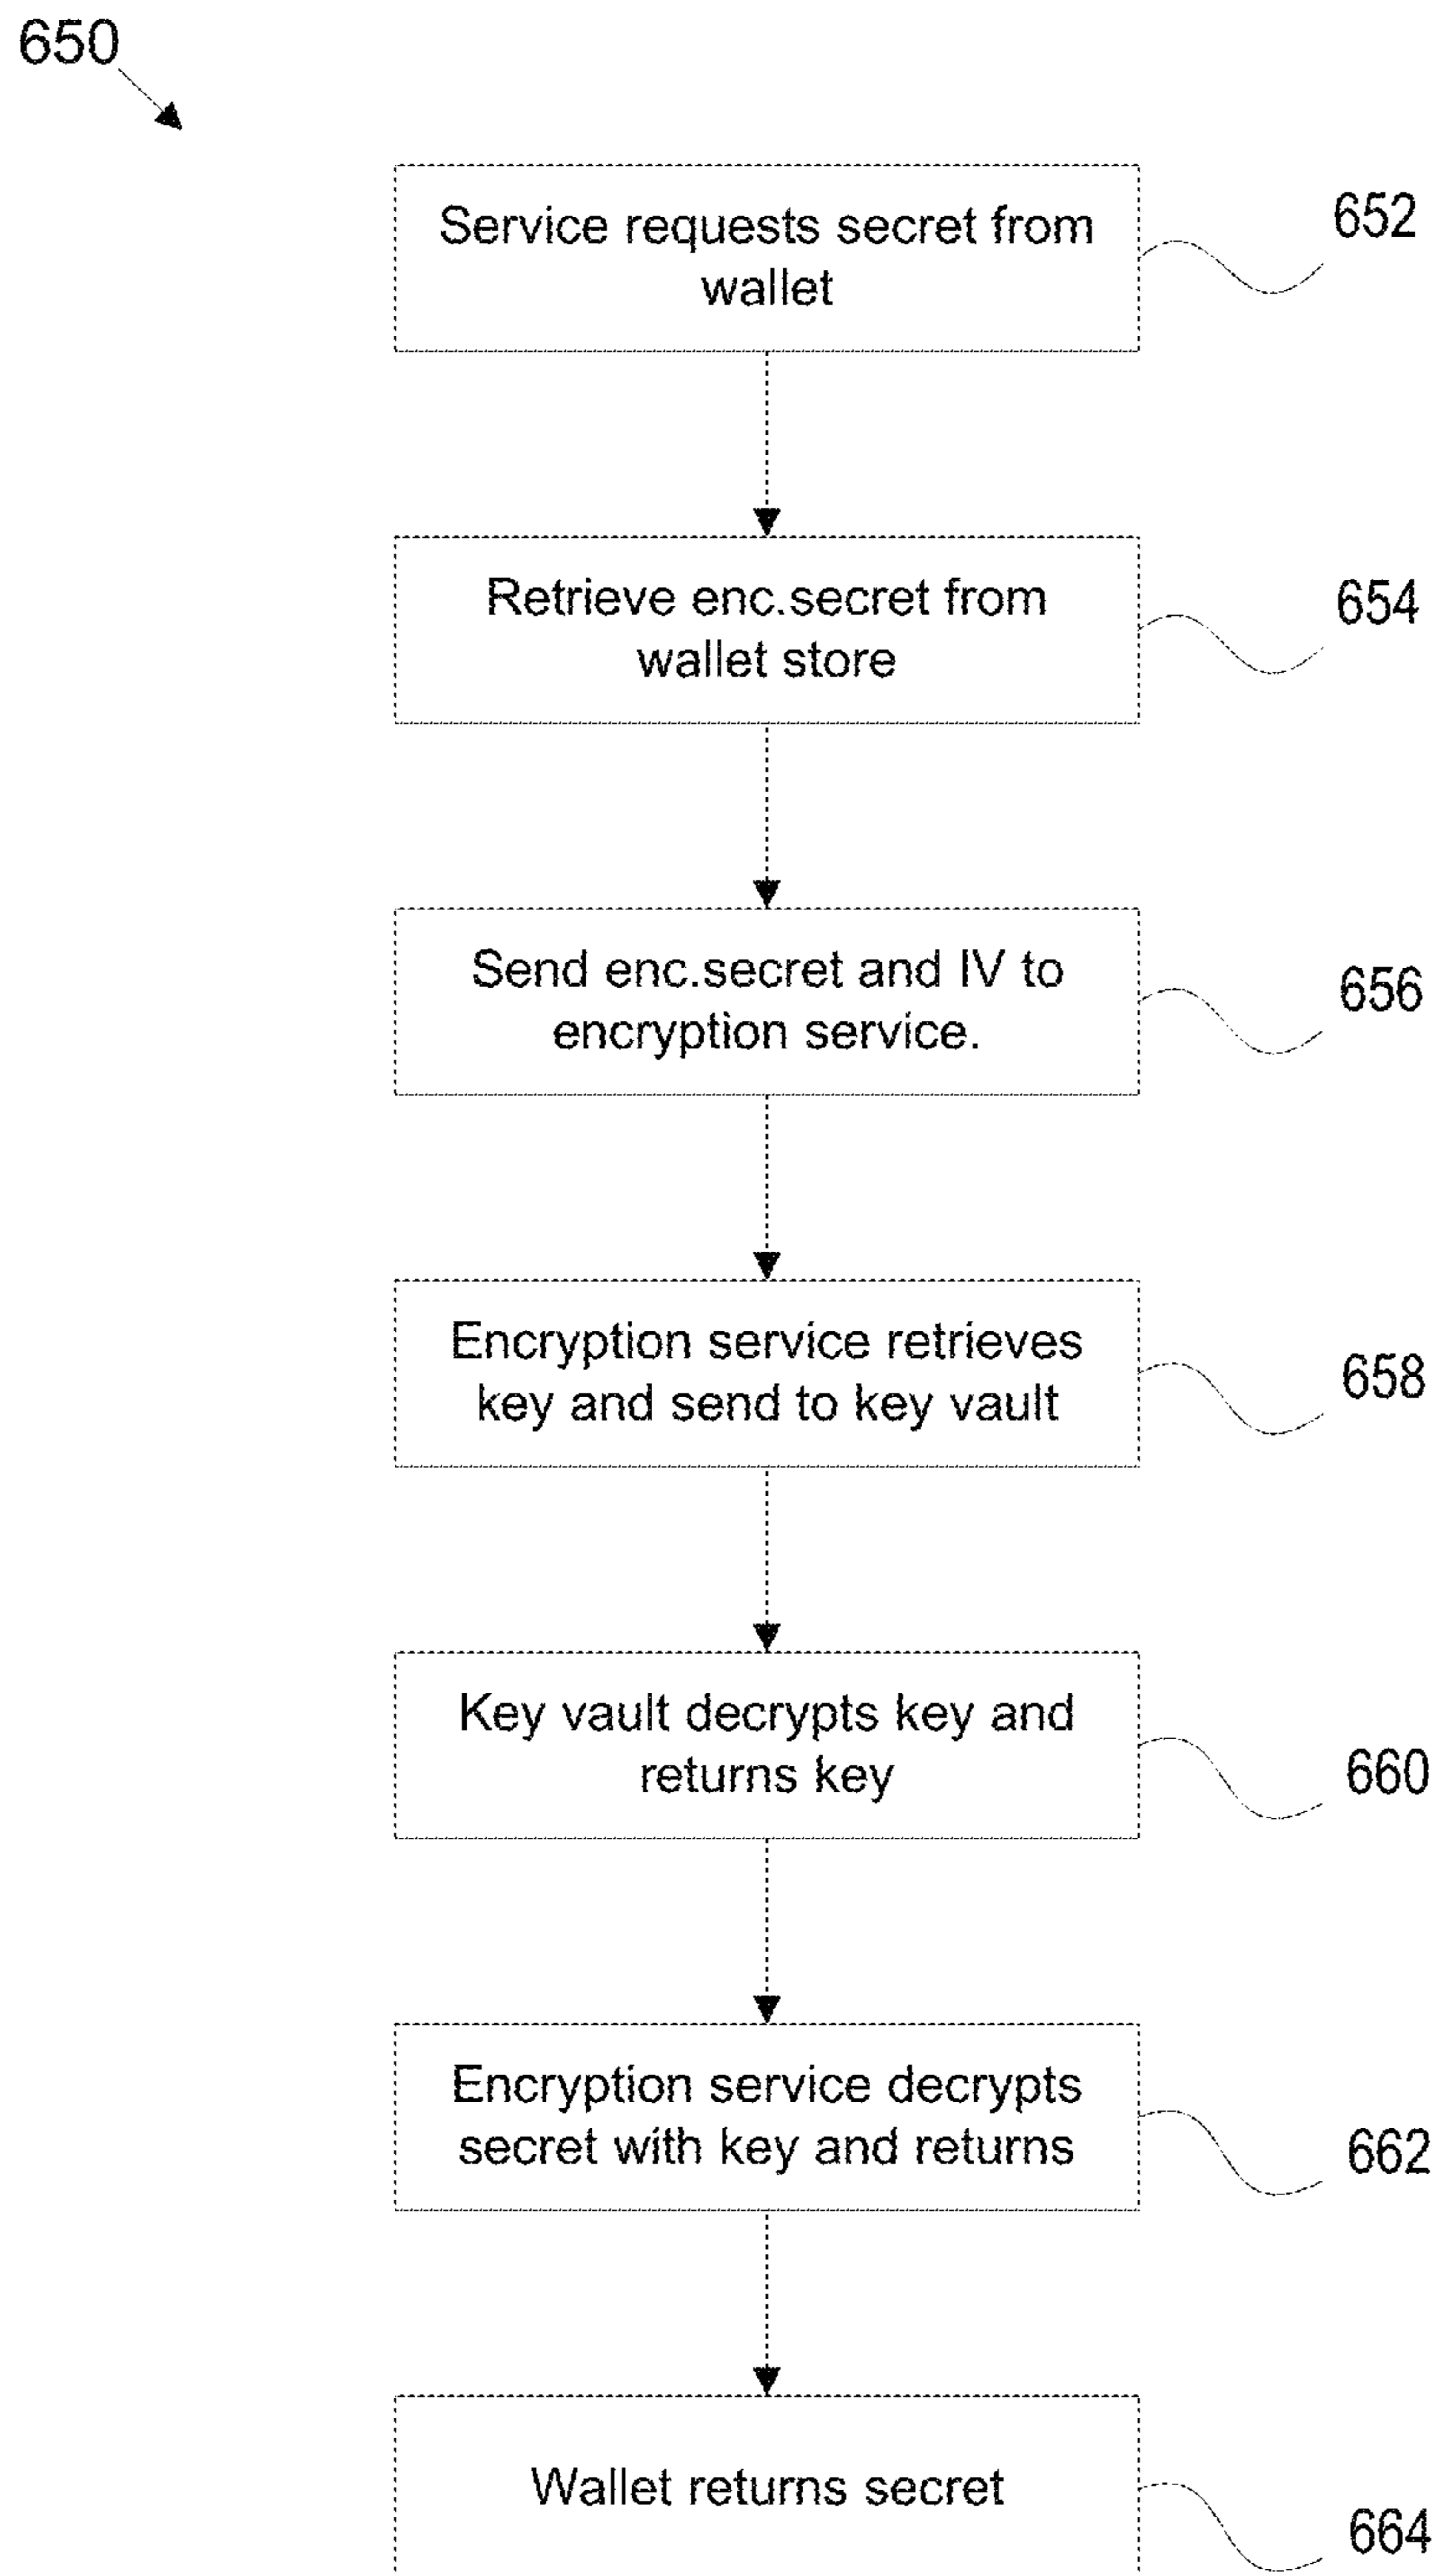 650
Service requests secret from
wallet
652
Retrieve enc.secret from
wallet store
654
Send enc.secret and IV to
encryption service.
656
Encryption service retrieves
key and send to key vault
658
Key vault decrypts key and
returns key
660
Encryption service decrypts
secret with key and returns
662
Wallet returns secret
664